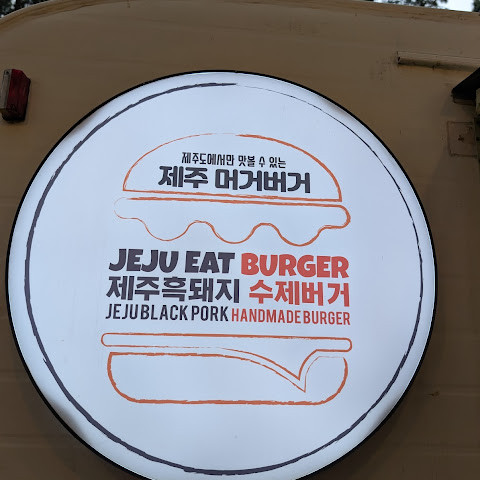 제주도에서만 맛볼 수 있는
제주 머거버거
JEJU EAT BURGER
제주흑돼지 수제버거
JEJU BLACK PORK HANDMADE BURGER